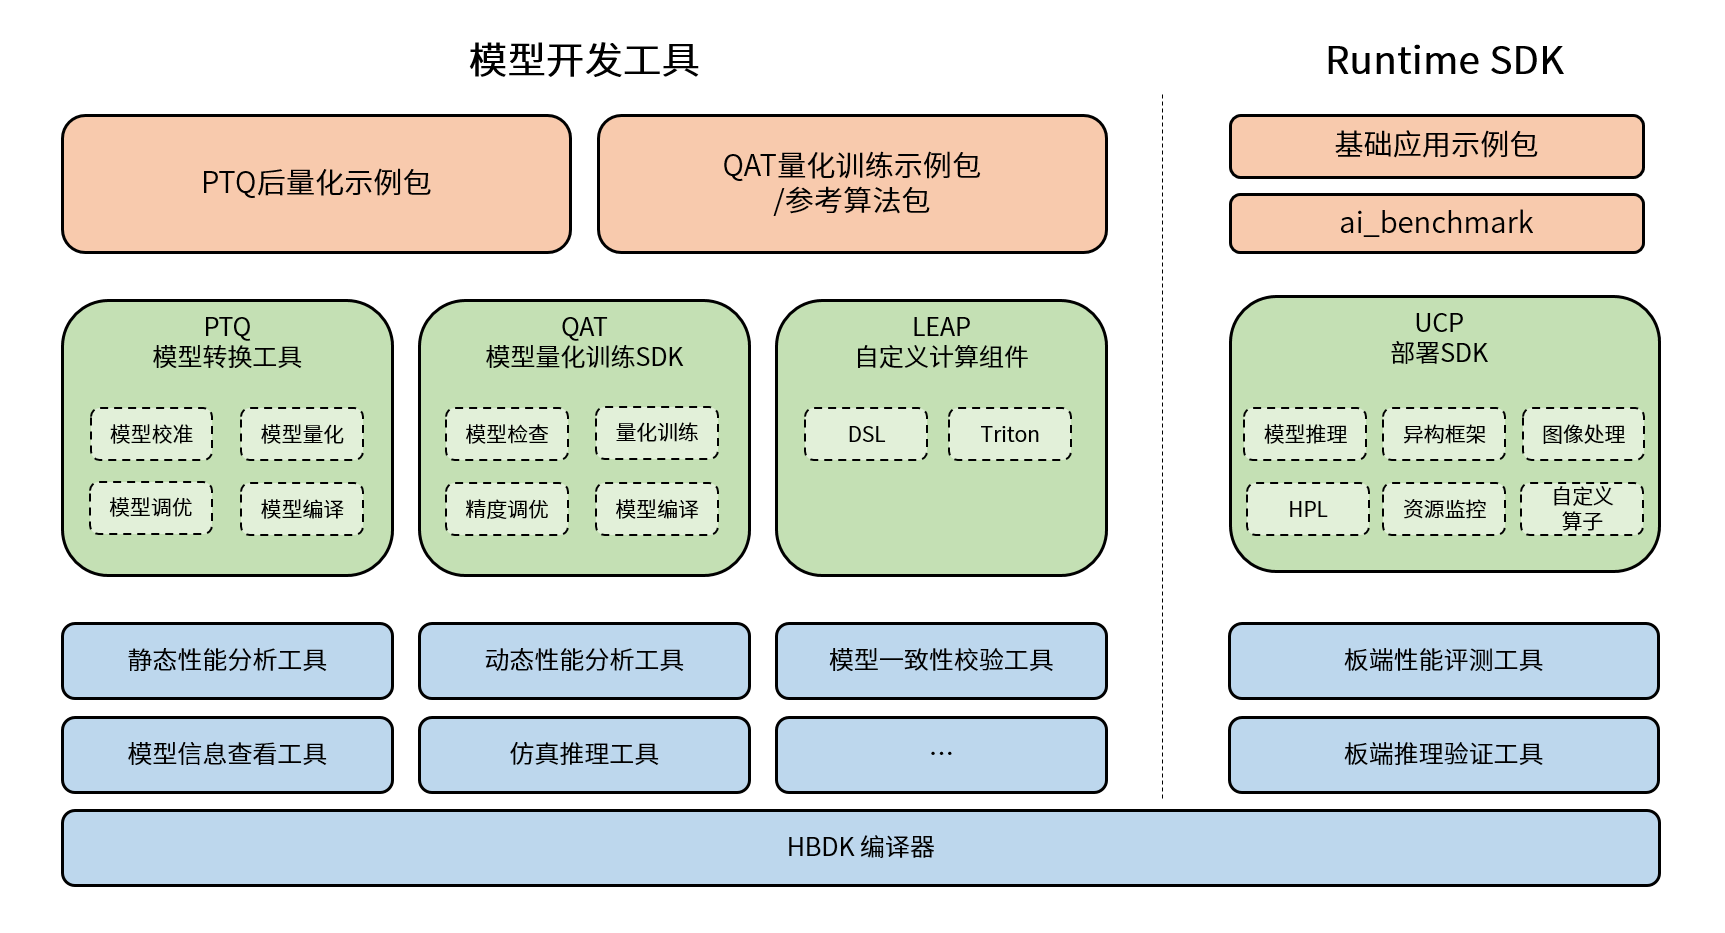 模型开发工具
Runtime SDK
PTQ后量化示例包
QAT量化训练示例包
/参考算法包
基础应用示例包
ai_benchmark
PTQ
模型转换工具
模型校准
模型量化
模型调优
模型编译
QAT
模型量化训练SDK
模型检查
量化训练
精度调优
模型编译
LEAP
自定义计算组件
DSL
Triton
UCP
部署SDK
模型推理
异构框架
图像处理
HPL
资源监控
自定义
算子
静态性能分析工具
动态性能分析工具
模型一致性校验工具
板端性能评测工具
模型信息查看工具
仿真推理工具
…
板端推理验证工具
HBDK 编译器